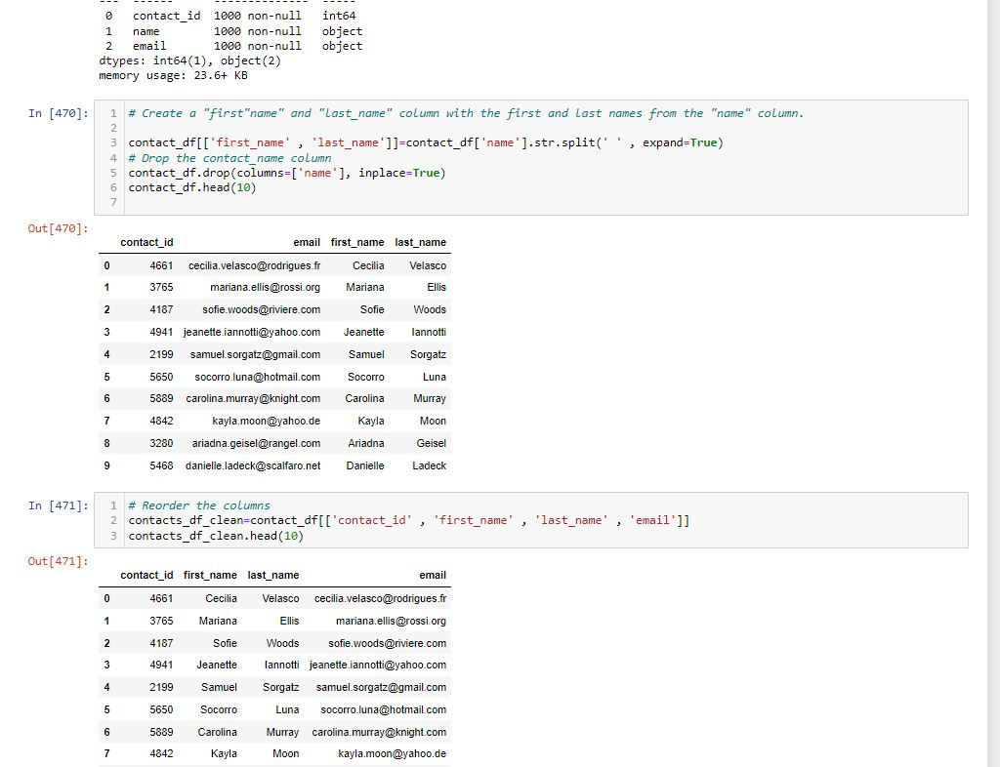 0 contact_id 1000 non-null int64
1 name 1000 non-null object
2 email 1000 non-null object
dtypes: int64(1), object(2)
memory usage: 23.6+ KB
In [470]:
1 # Create a "first"name" and "last_name" column with the first and last names from the "name" column.
2
3 contact_df[['first_name' , 'last_name']]=contact_df['name'].str.split(' ' , expand=True)
4 # Drop the contact_name column
5 contact_df.drop(columns=['name'], inplace=True)
6 contact_df.head(10)
7
Out[470]:
contact_id email first_name last_name
0 4661 cecilia.velasco@rodrigues.fr Cecilia Velasco
1 3765 mariana.ellis@rossi.org Mariana Ellis
2 4187 sofie.woods@riviere.com Sofie Woods
3 4941 jeanette.iannotti@yahoo.com Jeanette Iannotti
4 2199 samuel.sorgatz@gmail.com Samuel Sorgatz
5 5650 socorro.luna@hotmail.com Socorro Luna
6 5889 carolina.murray@knight.com Carolina Murray
7 4842 kayla.moon@yahoo.de Kayla Moon
8 3280 ariadna.geisel@rangel.com Ariadna Geisel
9 5468 danielle.ladeck@scalfaro.net Danielle Ladeck
In [471]:
1 # Reorder the columns
2 contacts_df_clean=contact_df[['contact_id' , 'first_name' , 'last_name' , 'email']]
3 contacts_df_clean.head(10)
Out[471]:
contact_id first_name last_name email
0 4661 Cecilia Velasco cecilia.velasco@rodrigues.fr
1 3765 Mariana Ellis mariana.ellis@rossi.org
2 4187 Sofie Woods sofie.woods@riviere.com
3 4941 Jeanette Iannotti jeanette.iannotti@yahoo.com
4 2199 Samuel Sorgatz samuel.sorgatz@gmail.com
5 5650 Socorro Luna socorro.luna@hotmail.com
6 5889 Carolina Murray carolina.murray@knight.com
7 4842 Kayla Moon kayla.moon@yahoo.de